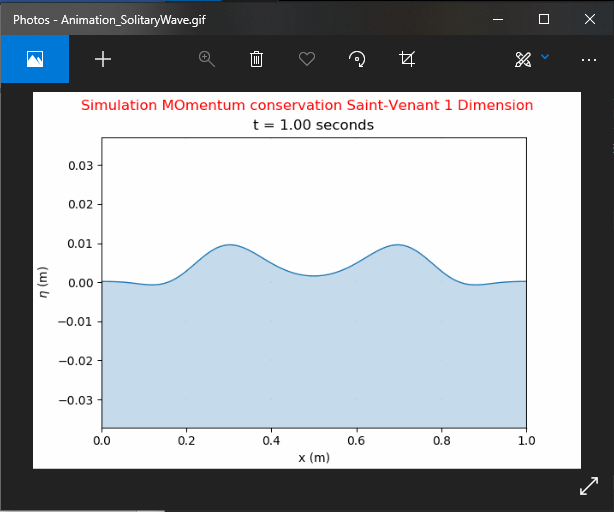 Photos - Animation_SolitaryWave.gif
Simulation MOmentum conservation Saint-Venant 1 Dimension
t = 1.00 seconds
0.03
0.02
0.01
0.00
−0.01
−0.02
−0.03
η (m)
0.0 0.2 0.4 0.6 0.8 1.0
x (m)